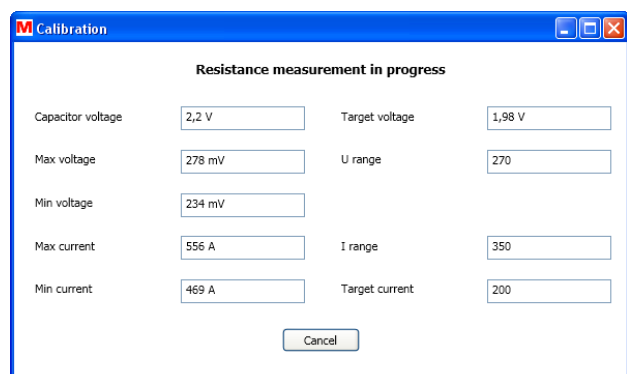 M Calibration
Resistance measurement in progress
Capacitor voltage 2,2 V Target voltage 1,98 V
Max voltage 278 mV U range 270
Min voltage 234 mV
Max current 556 A I range 350
Min current 469 A Target current 200
Cancel